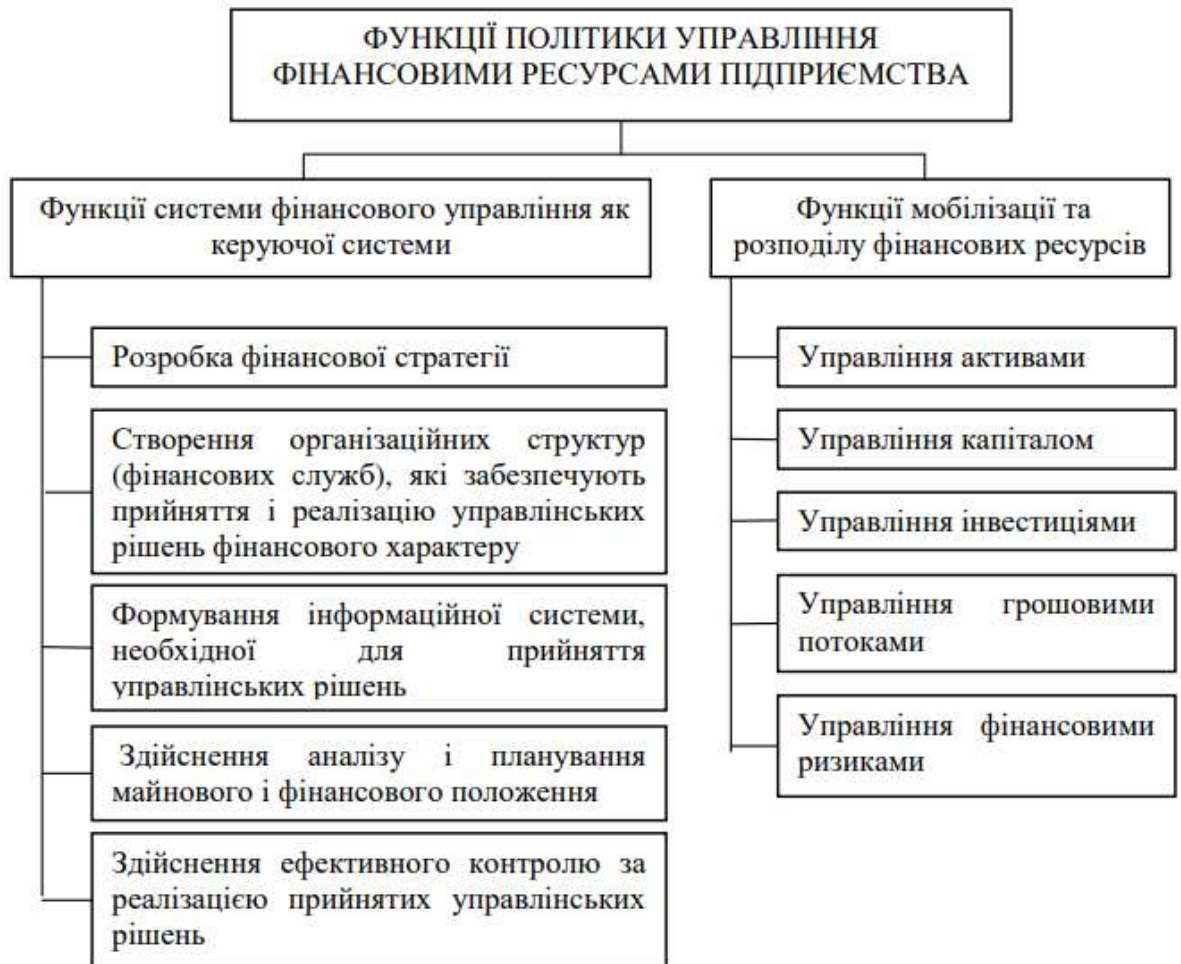 ФУНКЦІЇ ПОЛІТИКИ УПРАВЛІННЯ
ФІНАНСОВИМИ РЕСУРСАМИ ПІДПРИЄМСТВА
Функції системи фінансового управління як
керуючої системи
Розробка фінансової стратегії
Створення організаційних структур
(фінансових служб), які забезпечують
прийняття і реалізацію управлінських
рішень фінансового характеру
Формування інформаційної системи,
необхідної для прийняття
управлінських рішень
Здійснення аналізу і планування
майнового і фінансового положення
Здійснення ефективного контролю за
реалізацією прийнятих управлінських
рішень
Функції мобілізації та
розподілу фінансових ресурсів
Управління активами
Управління капіталом
Управління інвестиціями
Управління грошовими
потоками
Управління фінансовими
ризиками